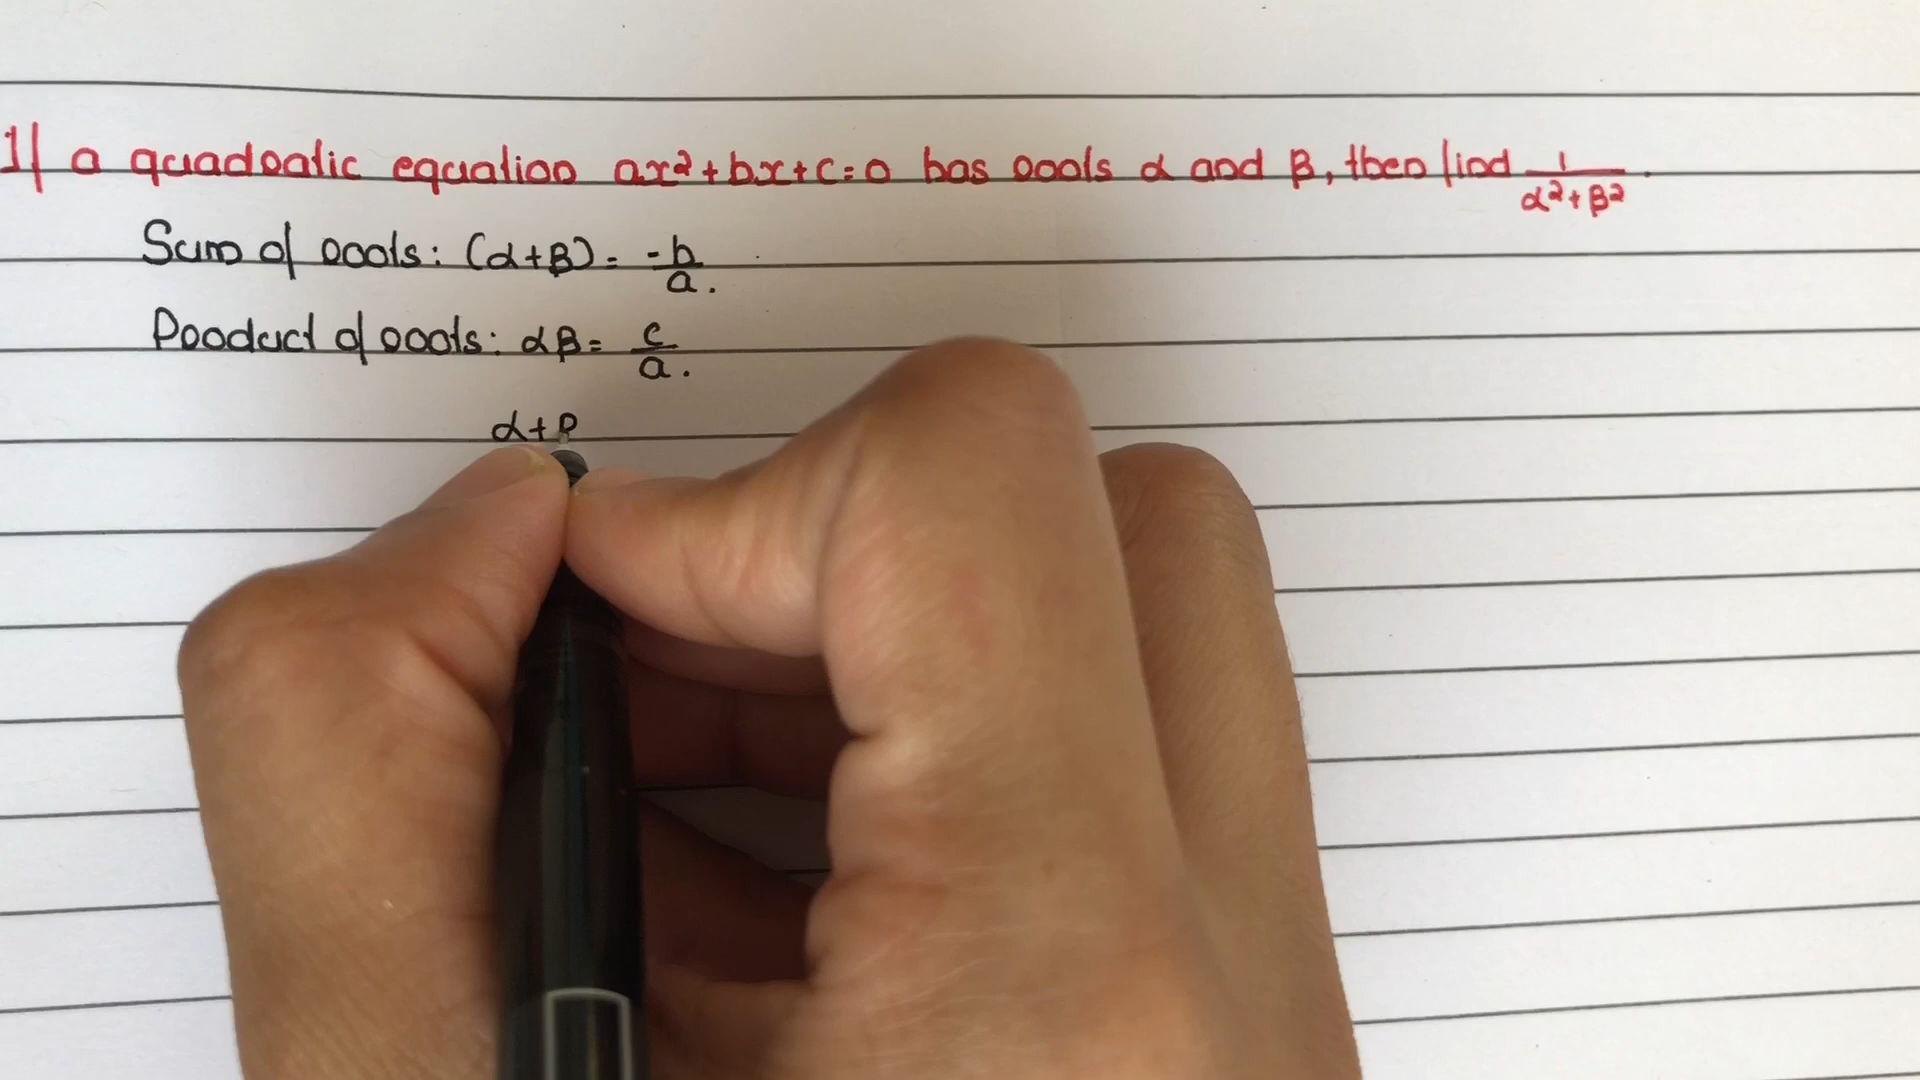 If a quadratic equation ax²+bx+c=0 has roots α and β, then find 1/(α²+β²).
Sum of roots: (α+β) = -b/a.
Product of roots: αβ = c/a.
α+β